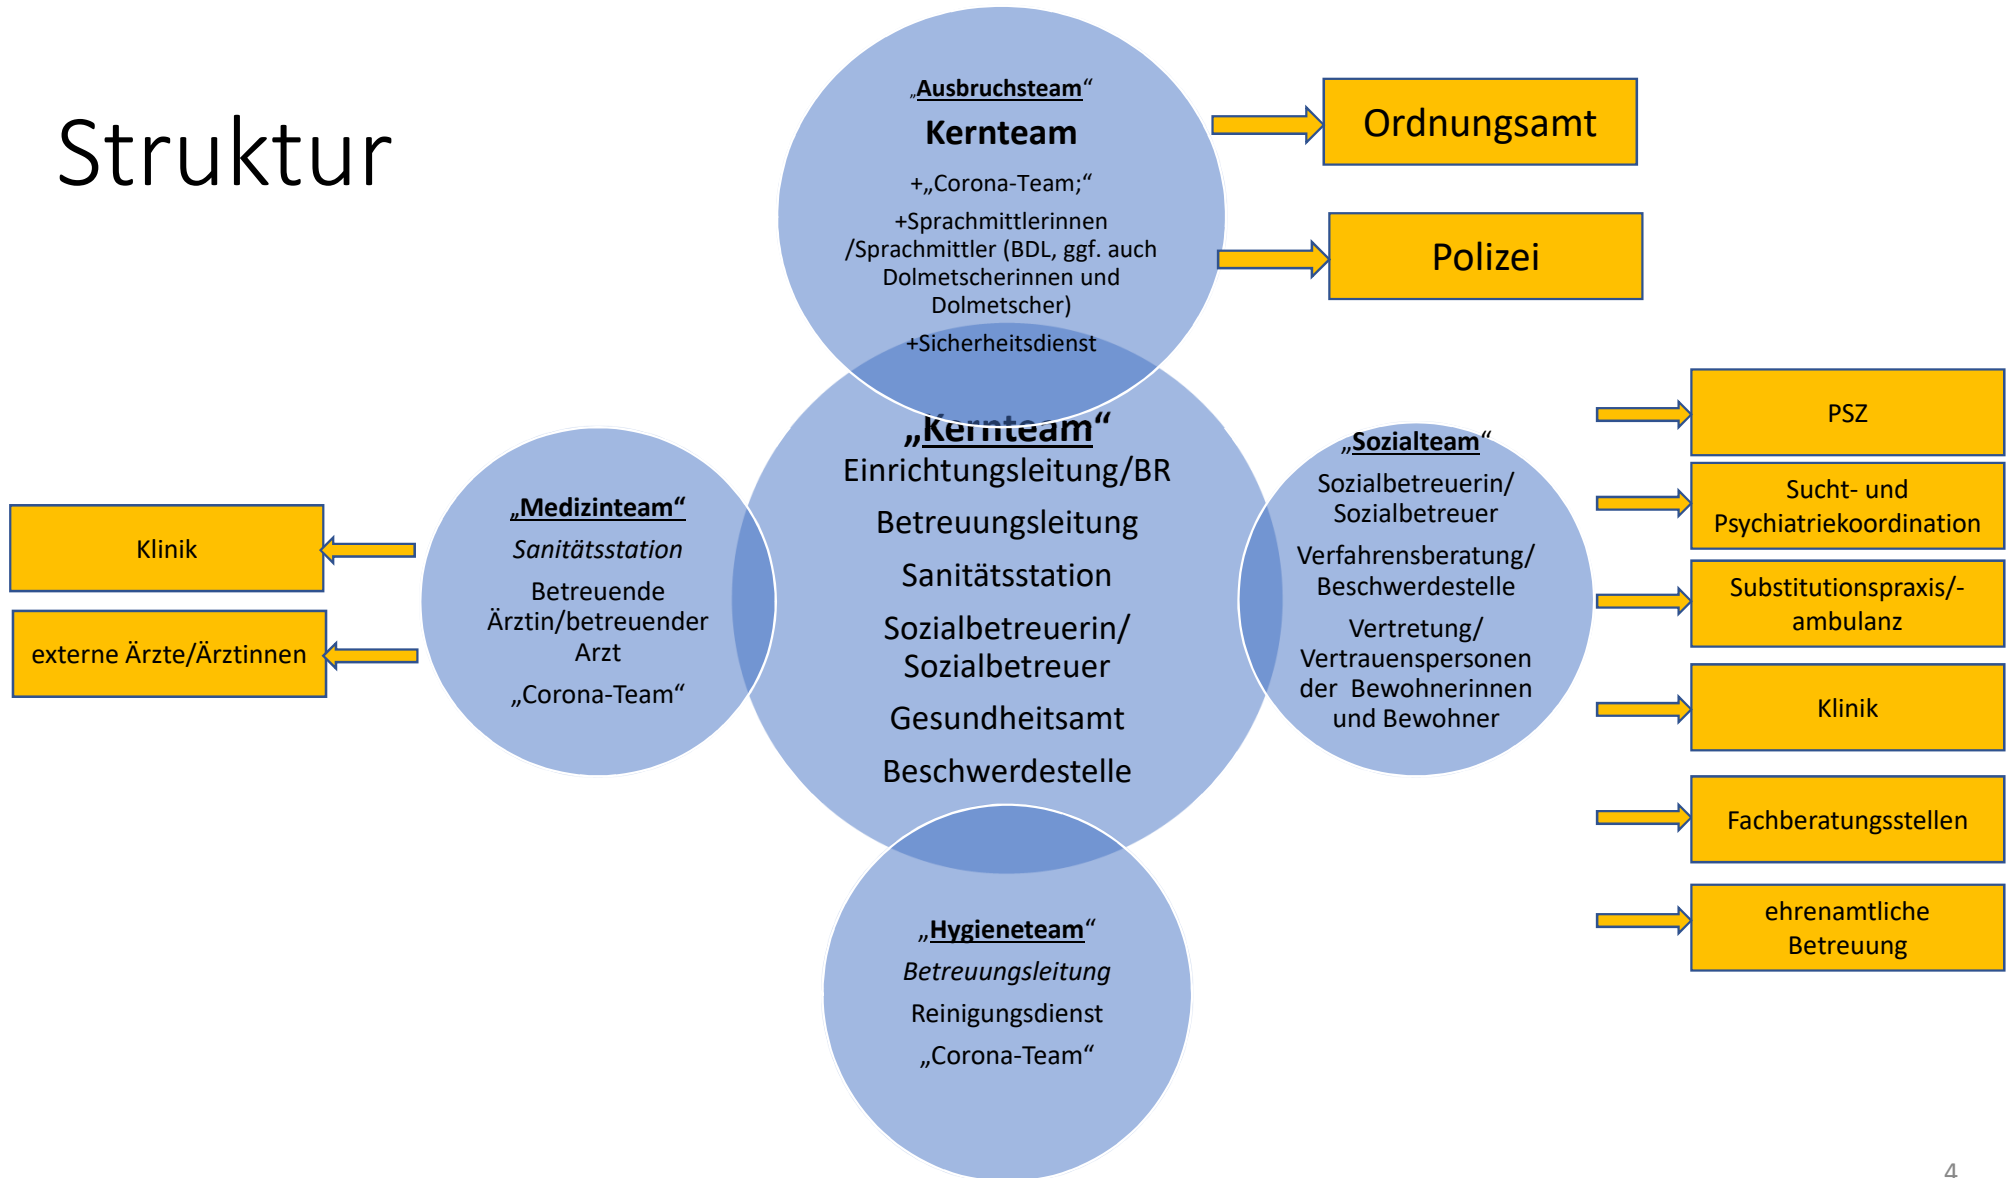 Struktur
„Ausbruchsteam“
Kernteam
+„Corona-Team;“
+Sprachmittlerinnen
/Sprachmittler (BDL, ggf. auch
Dolmetscherinnen und
Dolmetscher)
+Sicherheitsdienst
Ordnungsamt
Polizei
„Kernteam“
Einrichtungsleitung/BR
Betreuungsleitung
Sanitätsstation
Sozialbetreuerin/
Sozialbetreuer
Gesundheitsamt
Beschwerdestelle
Klinik
externe Ärzte/Ärztinnen
„Medizinteam“
Sanitätsstation
Betreuende
Ärztin/betreuender
Arzt
„Corona-Team“
„Sozialteam“
Sozialbetreuerin/
Sozialbetreuer
Verfahrensberatung/
Beschwerdestelle
Vertretung/
Vertrauenspersonen
der Bewohnerinnen
und Bewohner
PSZ
Sucht- und
Psychiatriekoordination
Substitutionspraxis/-
ambulanz
Klinik
Fachberatungsstellen
ehrenamtliche
Betreuung
„Hygieneteam“
Betreuungsleitung
Reinigungsdienst
„Corona-Team“
4